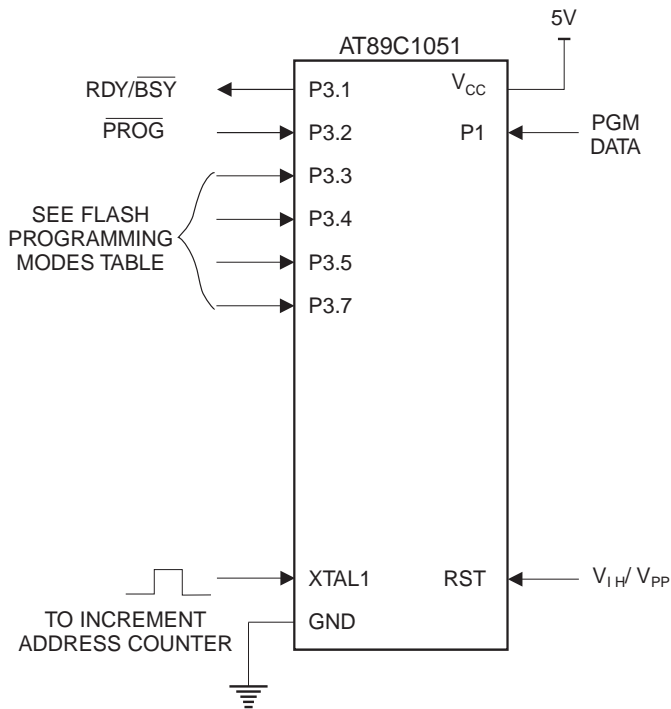 5V
AT89C1051
RDY/BSY
P3.1
VCC
PROG
P3.2
P1
PGM
DATA
P3.3
SEE FLASH
PROGRAMMING
MODES TABLE
P3.4
P3.5
P3.7
XTAL1
RST
VI H/ VPP
TO INCREMENT
ADDRESS COUNTER
GND